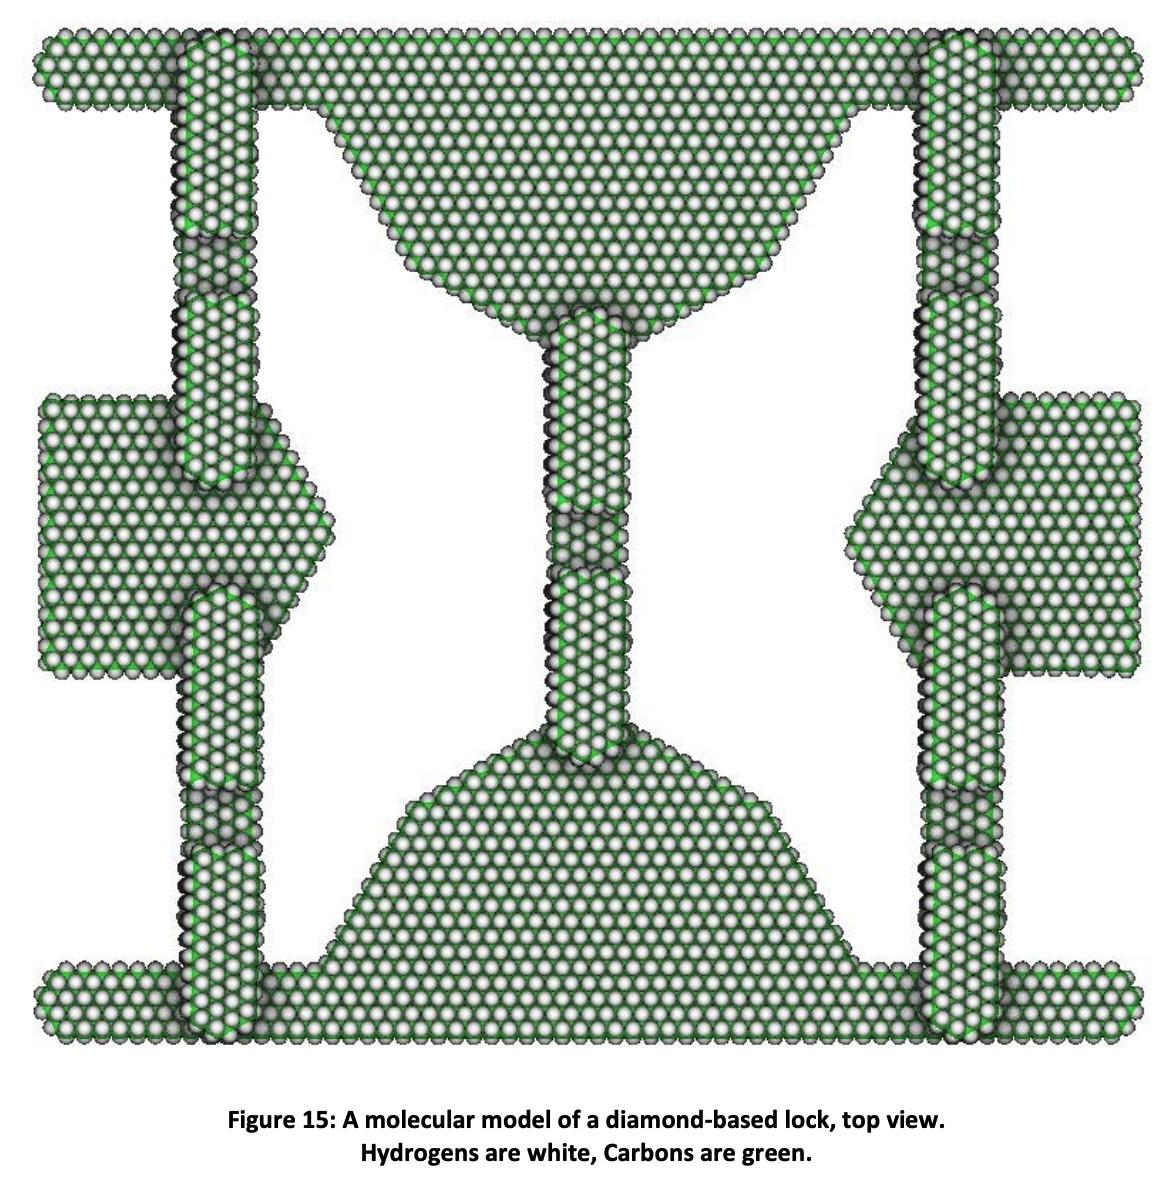 Figure 15: A molecular model of a diamond-based lock, top view.
Hydrogens are white, Carbons are green.